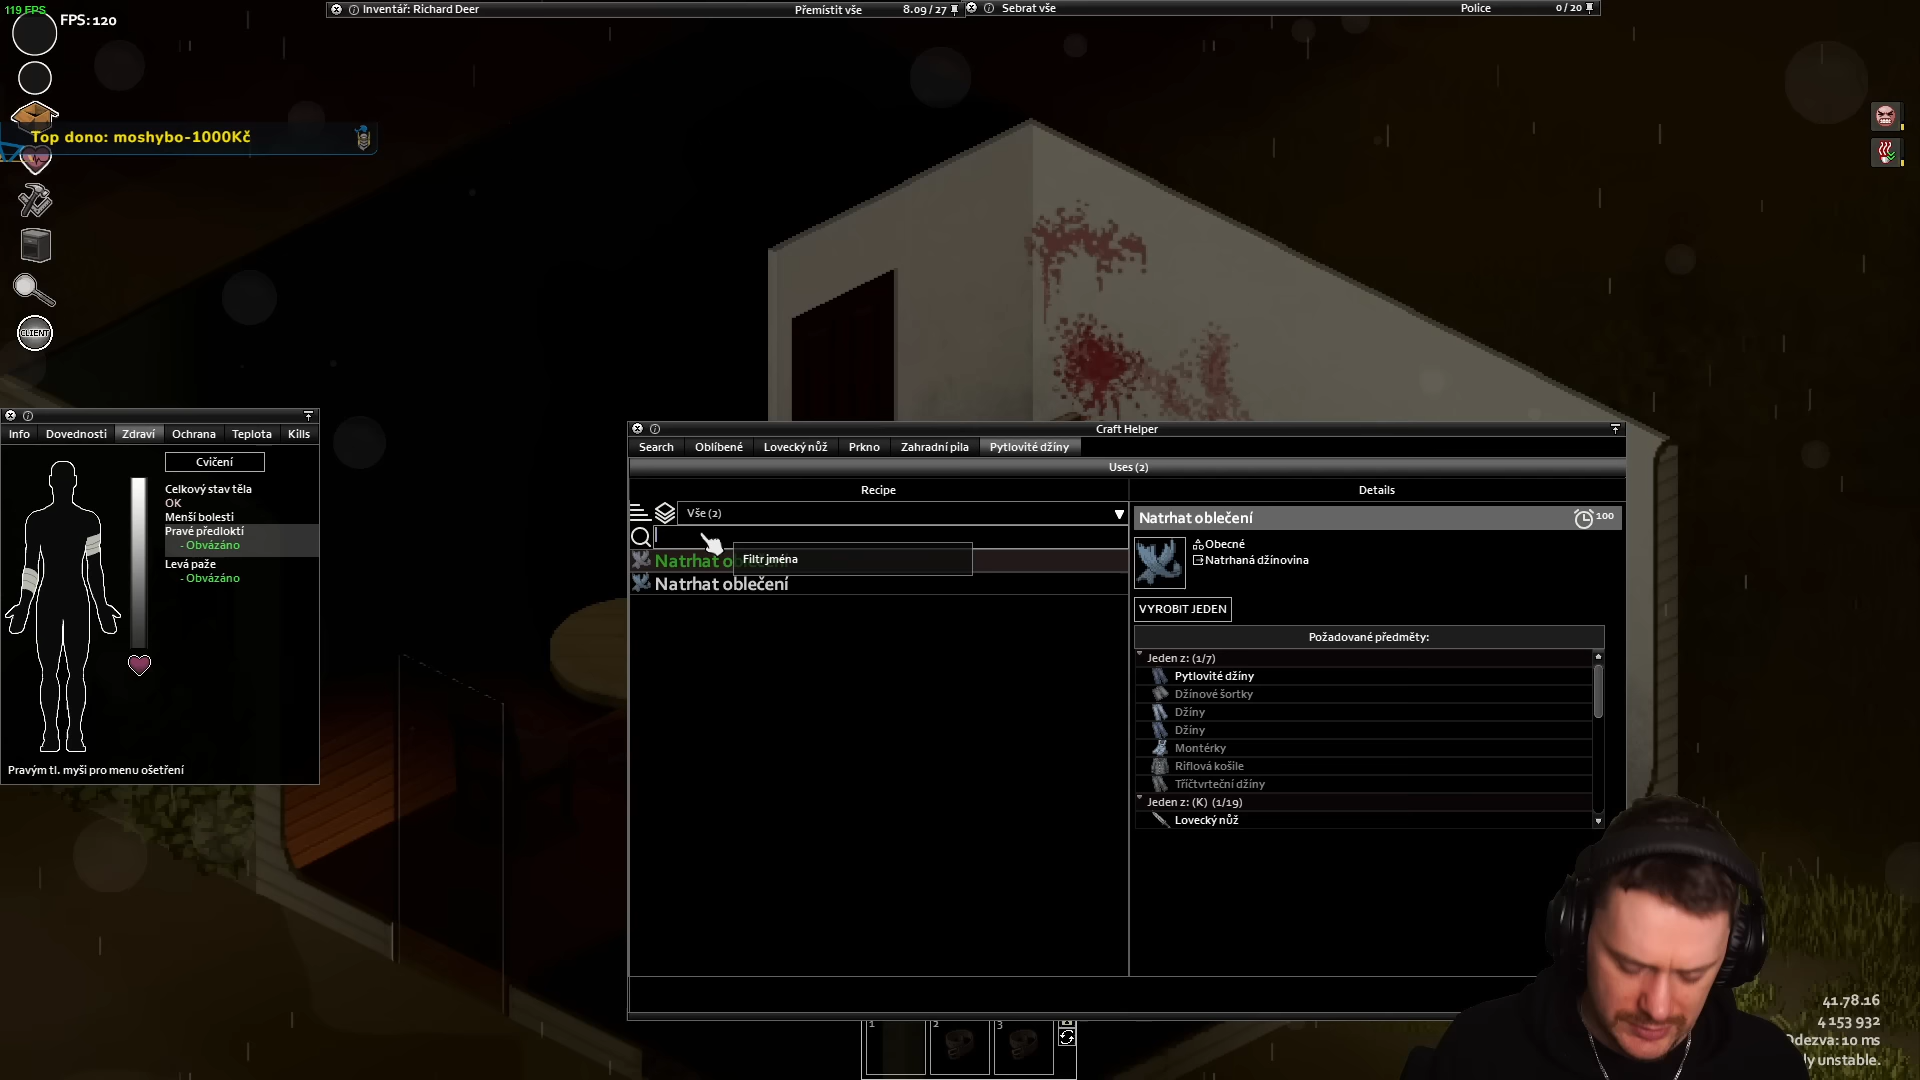 119 FPS
FPS: 120
Inventář: Richard Deer
Přemístit vše
8.09 / 27
Sebrat vše
Police
0 / 20
Top dono: moshybo-1000Kč
CLIENT
Info
Dovednosti
Zdraví
Ochrana
Teplota
Kills
Cvičení
Celkový stav těla
OK
Menší bolesti
Pravé předloktí
- Obvázáno
Levá paže
- Obvázáno
Pravým tl. myši pro menu ošetření
Craft Helper
Search
Oblíbené
Lovecký nůž
Prkno
Zahradní pila
Pytlovité džíny
Uses (2)
Recipe
Details
Vše (2)
Filtr jména
Natrhat
Natrhat oblečení
Natrhat oblečení
100
Obecné
Natrhaná džínovina
VYROBIT JEDEN
Požadované předměty:
Jeden z: (1/7)
Pytlovité džíny
Džínové šortky
Džíny
Džíny
Montérky
Riflová košile
Tříčtvrteční džíny
Jeden z: (K) (1/19)
Lovecký nůž
1
2
3
41.78.16
4 153 932
Odezva: 10 ms
unstable.